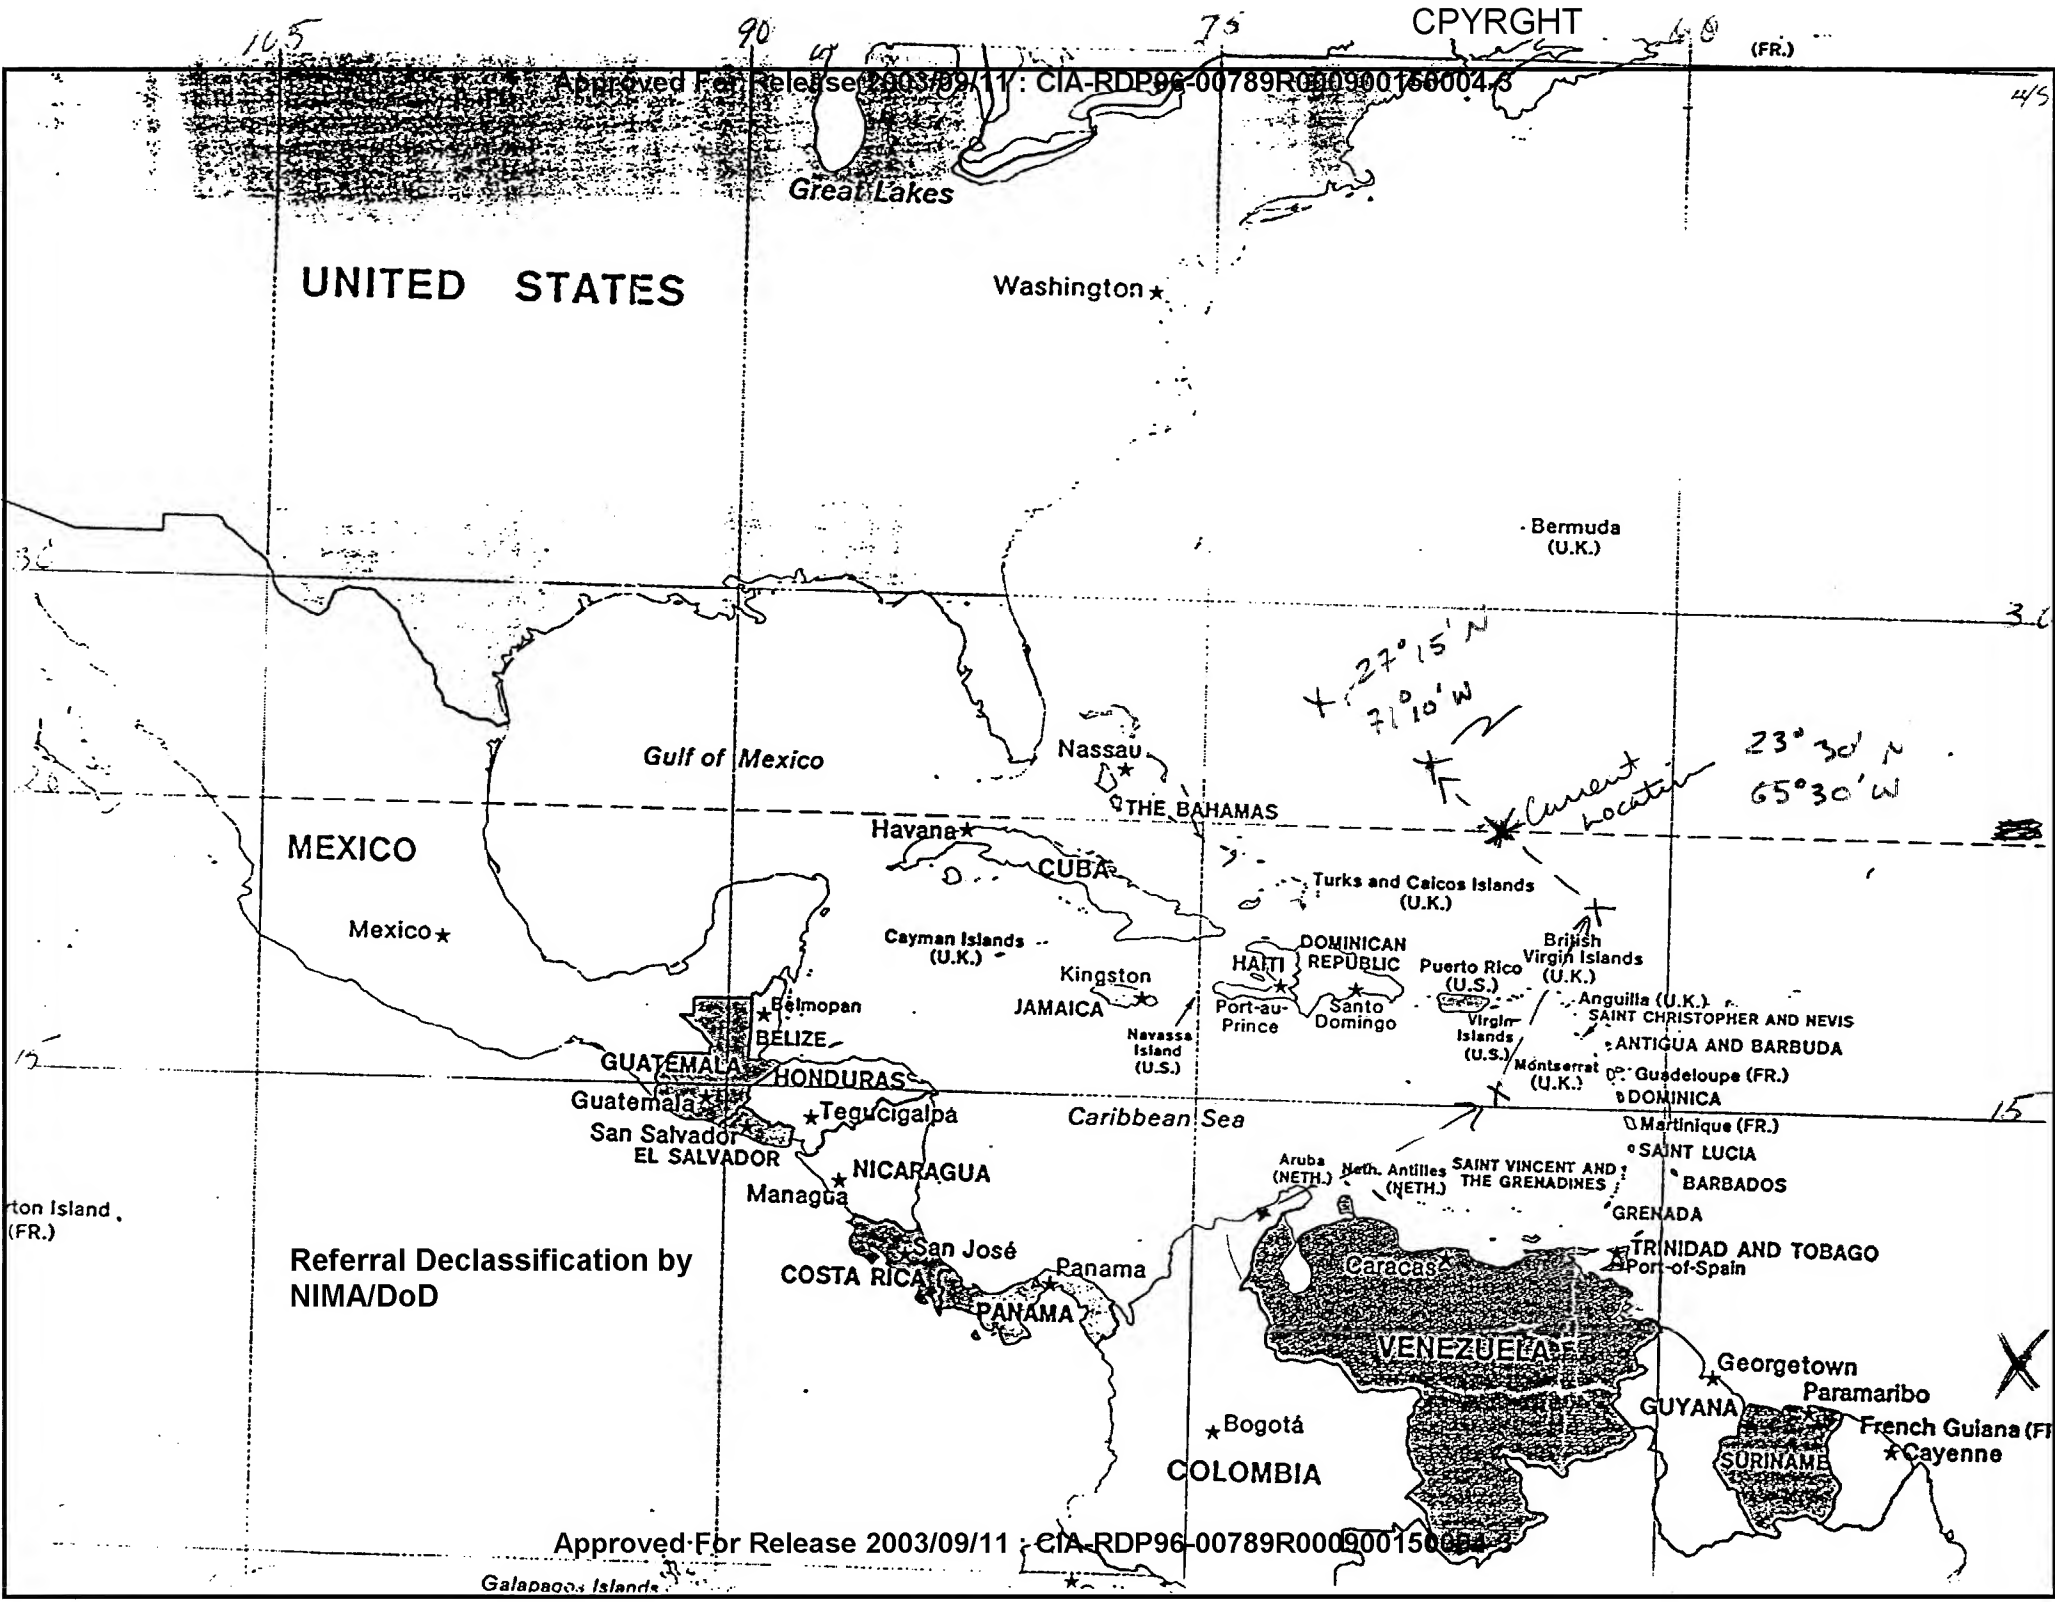 105
90
75
CPYRGHT
60
(FR.)
Approved For Release 2003/09/11 : CIA-RDP96-00789R000900150004-3
45
Great Lakes
UNITED STATES
Washington
Bermuda
(U.K.)
30
30
27° 15' N
71° 10' W
Nassau
Gulf of Mexico
23° 30' N
65° 30' W
Current
Location
THE BAHAMAS
Havana
MEXICO
CUBA
Turks and Caicos Islands
(U.K.)
Mexico
Cayman Islands
(U.K.)
DOMINICAN
REPUBLIC
HAITI
British
Virgin Islands
(U.K.)
Puerto Rico
(U.S.)
Kingston
JAMAICA
Port-au-
Prince
Santo
Domingo
Anguilla (U.K.)
SAINT CHRISTOPHER AND NEVIS
Belmopan
BELIZE
Navassa
Island
(U.S.)
Virgin
Islands
(U.S.)
ANTIGUA AND BARBUDA
15
GUATEMALA
HONDURAS
Montserrat
(U.K.)
Guadeloupe (FR.)
DOMINICA
Guatemala
Tegucigalpa
Caribbean Sea
15
Martinique (FR.)
San Salvador
EL SALVADOR
SAINT LUCIA
NICARAGUA
Managua
Aruba
(NETH.)
Neth. Antilles
(NETH.)
SAINT VINCENT AND
THE GRENADINES
BARBADOS
ton Island
(FR.)
GRENADA
Referral Declassification by
NIMA/DoD
San José
COSTA RICA
Panama
PANAMA
Caracas
TRINIDAD AND TOBAGO
Port-of-Spain
VENEZUELA
Georgetown
GUYANA
Paramaribo
Bogotá
COLOMBIA
French Guiana (F
Cayenne
SURINAME
Approved For Release 2003/09/11 : CIA-RDP96-00789R000900150004-3
Galapagos Islands